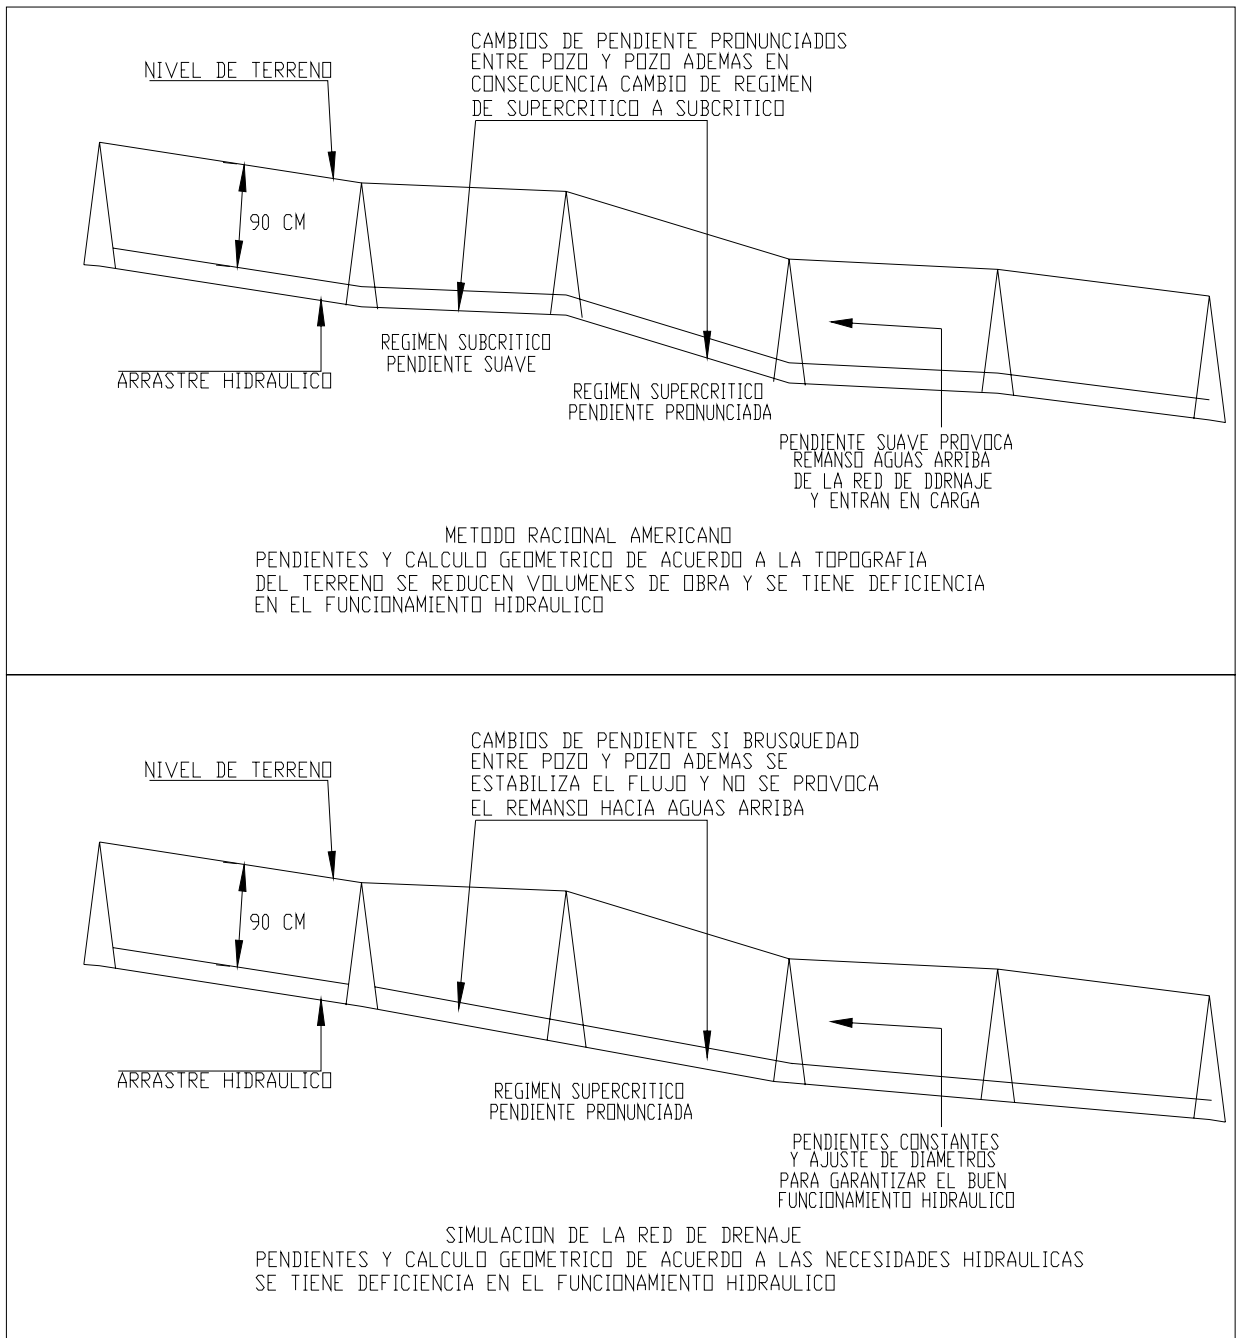 CAMBIOS DE PENDIENTE PRONUNCIADOS
ENTRE POZO Y POZO ADEMAS EN
CONSECUENCIA CAMBIO DE REGIMEN
DE SUPERCRITICO A SUBCRITICO
NIVEL DE TERRENO
90 CM
REGIMEN SUBCRITICO
PENDIENTE SUAVE
ARRASTRE HIDRAULICO
REGIMEN SUPERCRITICO
PENDIENTE PRONUNCIADA
PENDIENTE SUAVE PROVOCA
REMANSO AGUAS ARRIBA
DE LA RED DE DDRNAJE
Y ENTRAN EN CARGA
METODO RACIONAL AMERICANO
PENDIENTES Y CALCULO GEOMETRICO DE ACUERDO A LA TOPOGRAFIA
DEL TERRENO SE REDUCEN VOLUMENES DE OBRA Y SE TIENE DEFICIENCIA
EN EL FUNCIONAMIENTO HIDRAULICO
CAMBIOS DE PENDIENTE SI BRUSQUEDAD
ENTRE POZO Y POZO ADEMAS SE
ESTABILIZA EL FLUJO Y NO SE PROVOCA
EL REMANSO HACIA AGUAS ARRIBA
NIVEL DE TERRENO
90 CM
ARRASTRE HIDRAULICO
REGIMEN SUPERCRITICO
PENDIENTE PRONUNCIADA
PENDIENTES CONSTANTES
Y AJUSTE DE DIAMETROS
PARA GARANTIZAR EL BUEN
FUNCIONAMIENTO HIDRAULICO
SIMULACION DE LA RED DE DRENAJE
PENDIENTES Y CALCULO GEOMETRICO DE ACUERDO A LAS NECESIDADES HIDRAULICAS
SE TIENE DEFICIENCIA EN EL FUNCIONAMIENTO HIDRAULICO